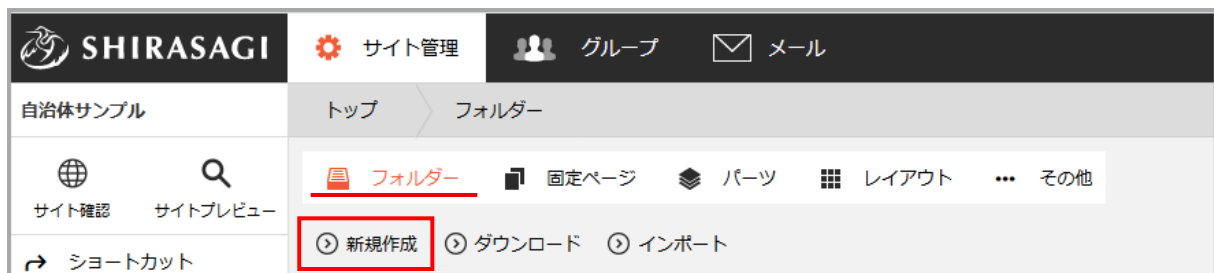 SHIRASAGI サイト管理 グループ メール
自治体サンプル トップ フォルダー
フォルダー 固定ページ パーツ レイアウト ••• その他
サイト確認 サイトプレビュー
新規作成 ダウンロード インポート
ショートカット